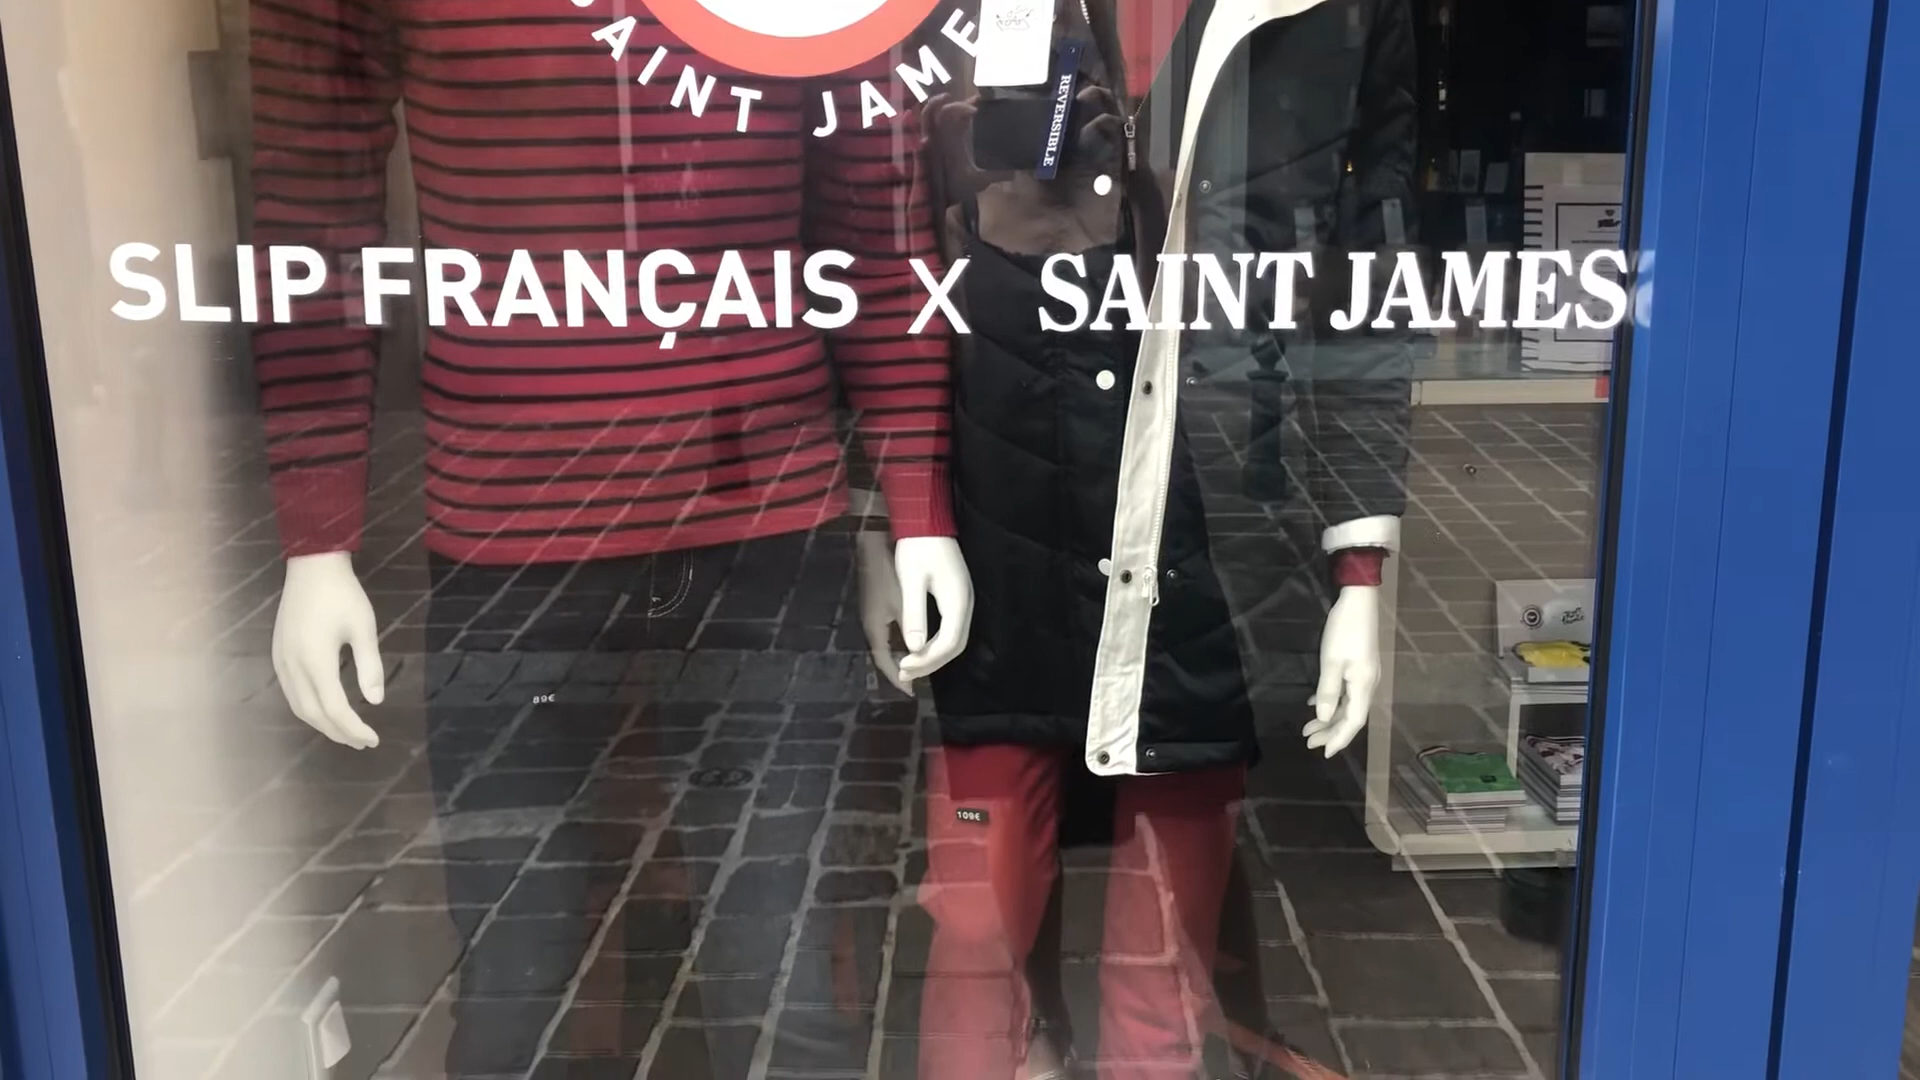 SAINT JAME
REVERSIBLE
SLIP FRANÇAIS X SAINT JAMES
89€
109€